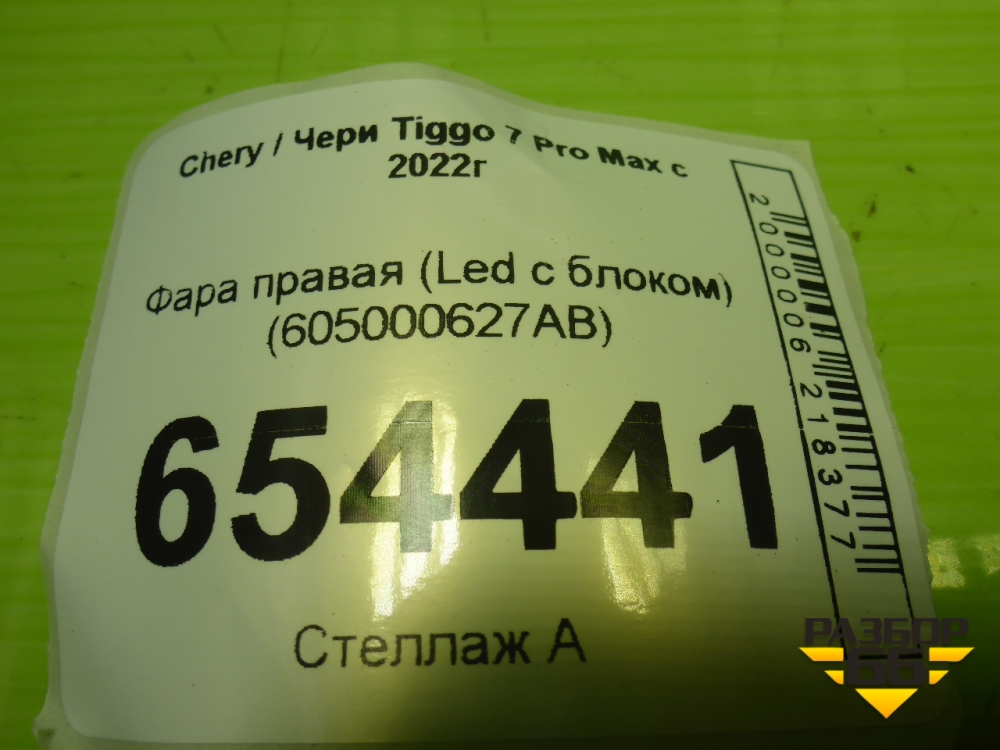 Chery / Чери Tiggo 7 Pro Max с
2022г
Фара правая (Led с блоком)
(605000627AB)
654441
Стеллаж А
2000006218377
РАЗБОР
66